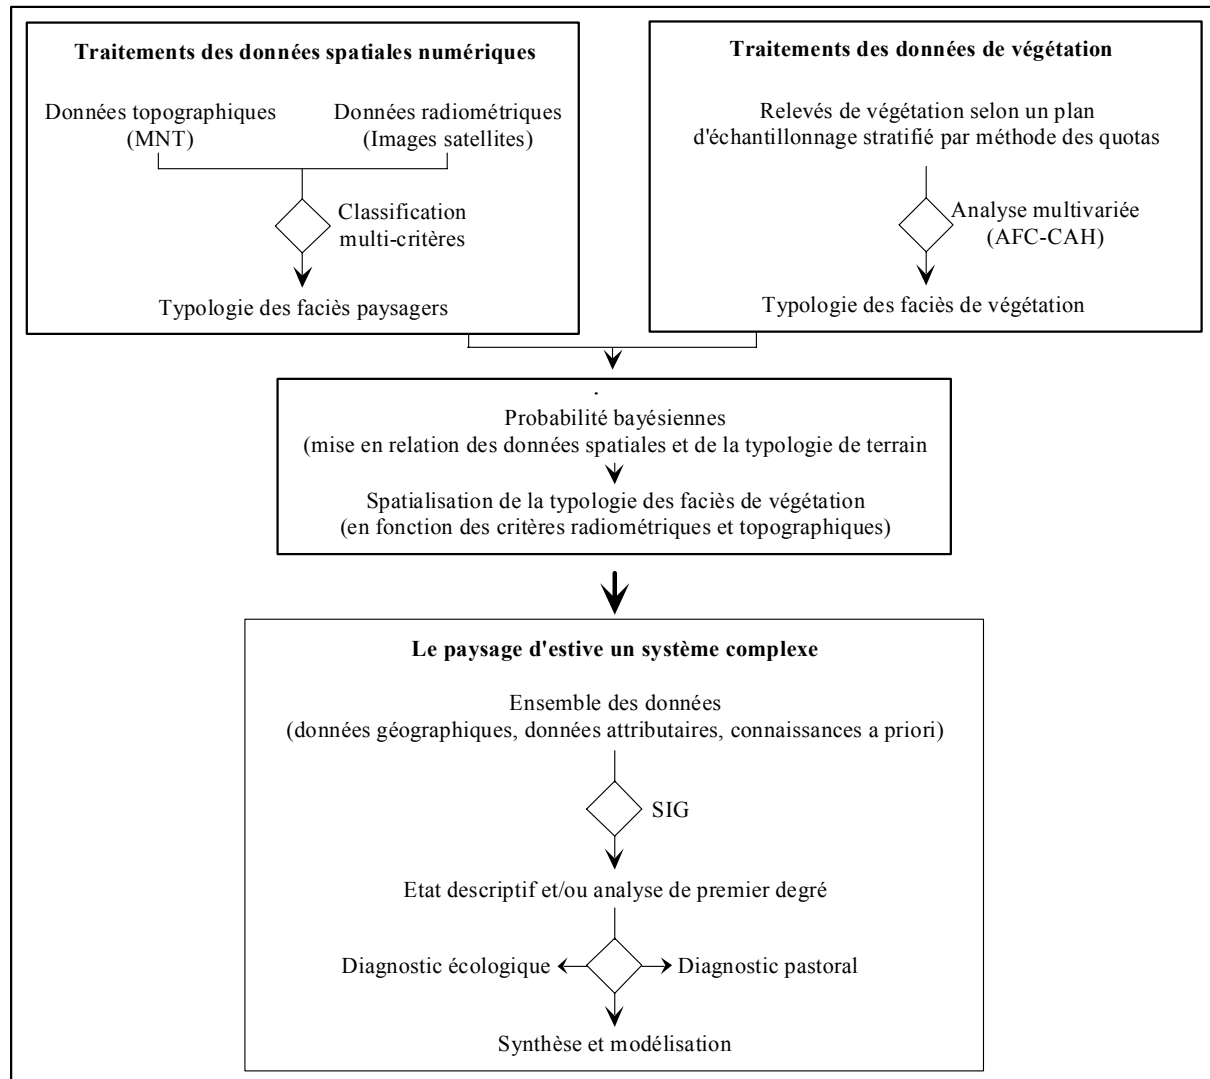 Traitements des données spatiales numériques
Données topographiques
(MNT)
Données radiométriques
(Images satellites)
Classification
multi-critères
Typologie des faciès paysagers
Traitements des données de végétation
Relevés de végétation selon un plan
d'échantillonnage stratifié par méthode des quotas
Analyse multivariée
(AFC-CAH)
Typologie des faciès de végétation
.
Probabilité bayésiennes
(mise en relation des données spatiales et de la typologie de terrain
Spatialisation de la typologie des faciès de végétation
(en fonction des critères radiométriques et topographiques)
Le paysage d'estive un système complexe
Ensemble des données
(données géographiques, données attributaires, connaissances a priori)
SIG
Etat descriptif et/ou analyse de premier degré
Diagnostic écologique
Diagnostic pastoral
Synthèse et modélisation